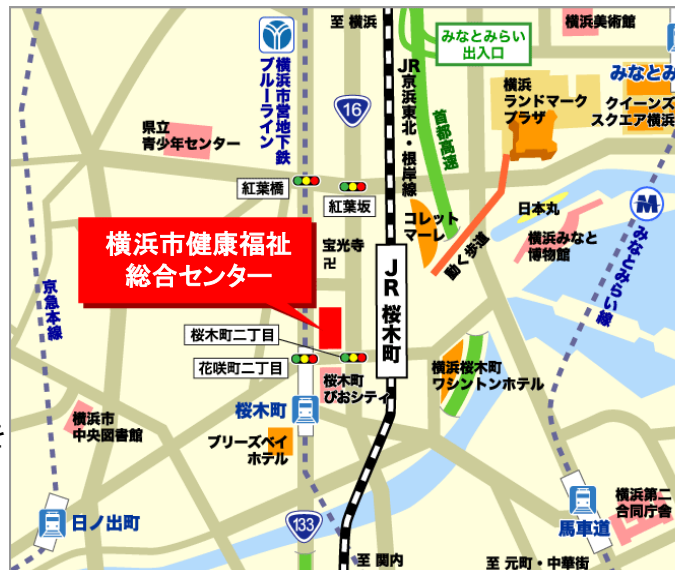 至 横浜
みなとみらい
出入口
横浜美術館
みなとみ
横浜市営地下鉄
ブルーライン
16
JR
京浜東北・根岸線
首都高速
横浜
ランドマーク
プラザ
クイーンズ
スクエア横浜
県立
青少年センター
紅葉橋
紅葉坂
コレット
マーレ
日本丸
M
横浜市健康福祉
総合センター
宝光寺
卍
動く歩道
横浜みなと
博物館
みなとみらい線
京急本線
JR 桜木町
桜木町二丁目
花咲町二丁目
桜木町
ぴおシティ
横浜桜木町
ワシントンホテル
桜木町
横浜市
中央図書館
ブリーズベイ
ホテル
日ノ出町
133
馬車道
横浜第二
合同庁舎
至 関内
至 元町・中華街